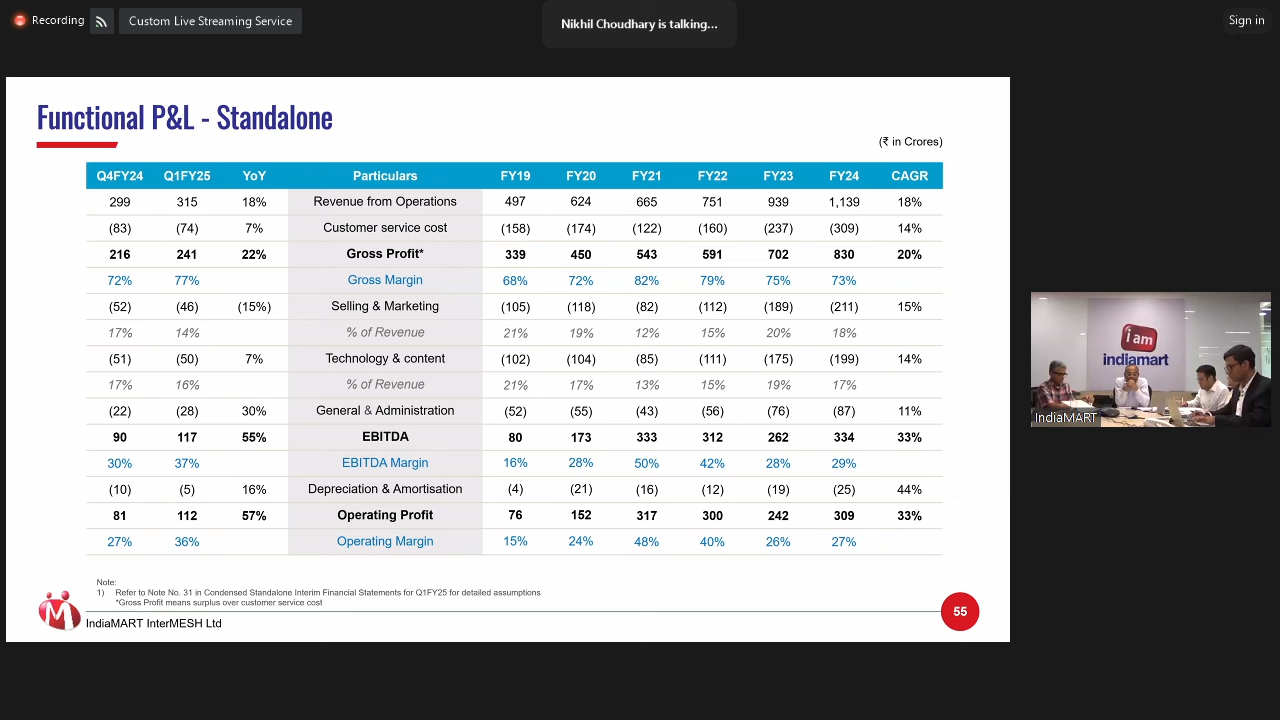 Recording
Custom Live Streaming Service
Nikhil Choudhary is talking...
Sign in
Functional P&L - Standalone
(₹ in Crores)
Q4FY24 Q1FY25 YoY Particulars FY19 FY20 FY21 FY22 FY23 FY24 CAGR
299 315 18% Revenue from Operations 497 624 665 751 939 1,139 18%
(83) (74) 7% Customer service cost (158) (174) (122) (160) (237) (309) 14%
216 241 22% Gross Profit* 339 450 543 591 702 830 20%
72% 77% Gross Margin 68% 72% 82% 79% 75% 73%
(52) (46) (15%) Selling & Marketing (105) (118) (82) (112) (189) (211) 15%
17% 14% % of Revenue 21% 19% 12% 15% 20% 18%
(51) (50) 7% Technology & content (102) (104) (85) (111) (175) (199) 14%
17% 16% % of Revenue 21% 17% 13% 15% 19% 17%
(22) (28) 30% General & Administration (52) (55) (43) (56) (76) (87) 11%
90 117 55% EBITDA 80 173 333 312 262 334 33%
30% 37% EBITDA Margin 16% 28% 50% 42% 28% 29%
(10) (5) 16% Depreciation & Amortisation (4) (21) (16) (12) (19) (25) 44%
81 112 57% Operating Profit 76 152 317 300 242 309 33%
27% 36% Operating Margin 15% 24% 48% 40% 26% 27%
Note:
1) Refer to Note No. 31 in Condensed Standalone Interim Financial Statements for Q1FY25 for detailed assumptions
*Gross Profit means surplus over customer service cost
M
IndiaMART InterMESH Ltd
55
i am
indiamart
IndiaMART